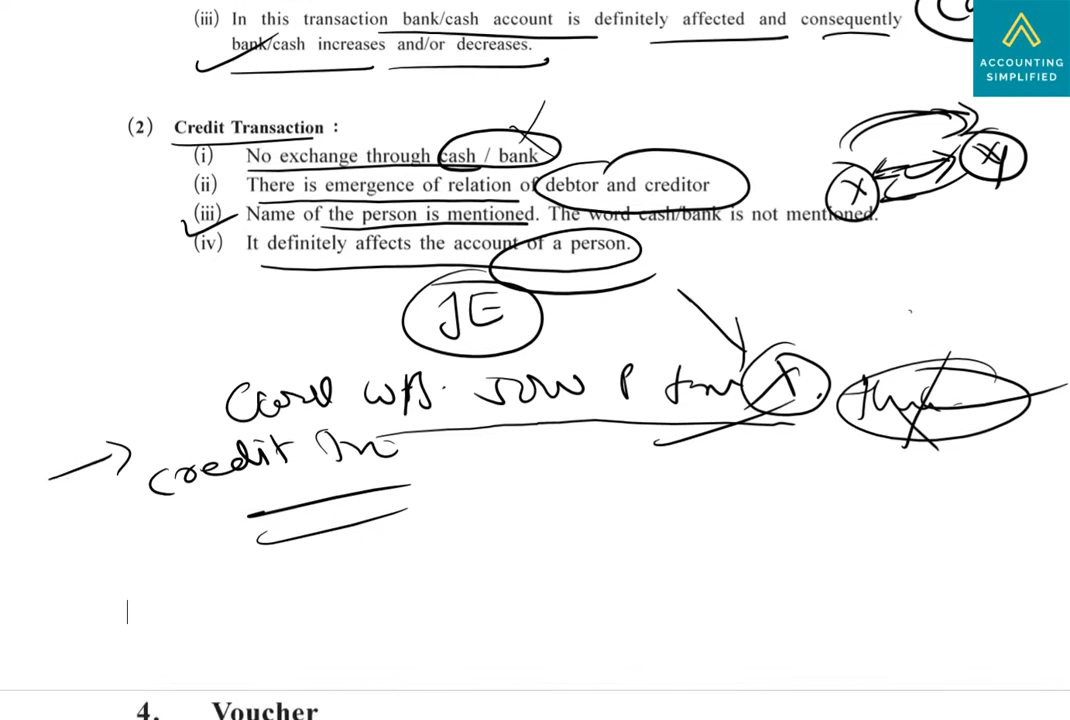 (iii) In this transaction bank/cash account is definitely affected and consequently
bank/cash increases and/or decreases.
ACCOUNTING
SIMPLIFIED
(2) Credit Transaction :
(i) No exchange through cash / bank
(ii) There is emergence of relation of debtor and creditor
(iii) Name of the person is mentioned. The word cash/bank is not mentioned.
(iv) It definitely affects the account of a person.
X
JE
X
credit
4. Voucher